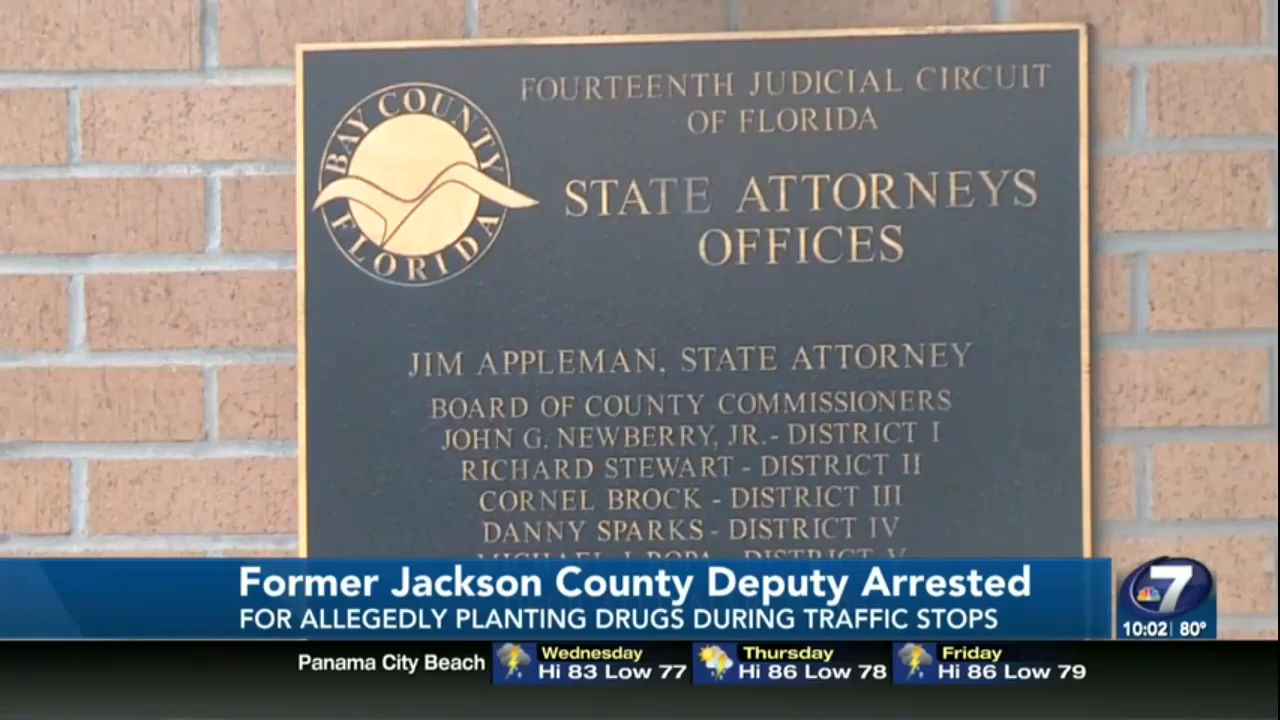 BAY COUNTY
FLORIDA
FOURTEENTH JUDICIAL CIRCUIT
OF FLORIDA
STATE ATTORNEYS
OFFICES
JIM APPLEMAN, STATE ATTORNEY
BOARD OF COUNTY COMMISSIONERS
JOHN G. NEWBERRY, JR. - DISTRICT I
RICHARD STEWART - DISTRICT II
CORNEL BROCK - DISTRICT III
DANNY SPARKS - DISTRICT IV
MICHAEL J. ROPA - DISTRICT V
Former Jackson County Deputy Arrested
FOR ALLEGEDLY PLANTING DRUGS DURING TRAFFIC STOPS
7
10:02 | 80°
Panama City Beach
Wednesday
Hi 83 Low 77
Thursday
Hi 86 Low 78
Friday
Hi 86 Low 79